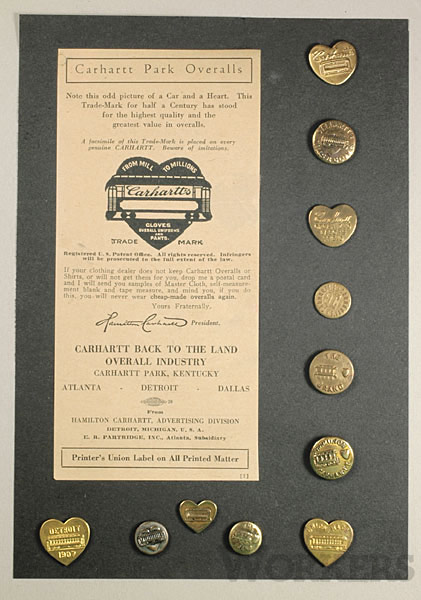 Carhartt Park Overalls
Note this odd picture of a Car and a Heart. This
Trade-Mark for half a Century has stood
for the highest quality and the
greatest value in overalls.
A facsimile of this Trade-Mark is placed on every
genuine CARHARTT. Beware of imitations.
FROM MILL TO MILLIONS
Carhartt's
GLOVES
OVERALLS UNIFORMS
AND
PANTS.
TRADE MARK
Registered U. S. Patent Office. All rights reserved. Infringers
will be prosecuted to the full extent of the law.
If your clothing dealer does not keep Carhartt Overalls or
Shirts, or will not get them for you, drop me a postal card
and I will send you samples of Master Cloth, self-measure-
ment blank and tape measure, and mind you, if you do
this, you will never wear cheap-made overalls again.
Yours Fraternally,
Hamilton Carhartt President.
CARHARTT BACK TO THE LAND
OVERALL INDUSTRY
CARHARTT PARK, KENTUCKY
ATLANTA - DETROIT - DALLAS
From
HAMILTON CARHARTT, ADVERTISING DIVISION
DETROIT, MICHIGAN, U. S. A.
E. R. PARTRIDGE, INC., Atlanta, Subsidiary
Printer's Union Label on All Printed Matter
DETROIT
1907
WORKERS